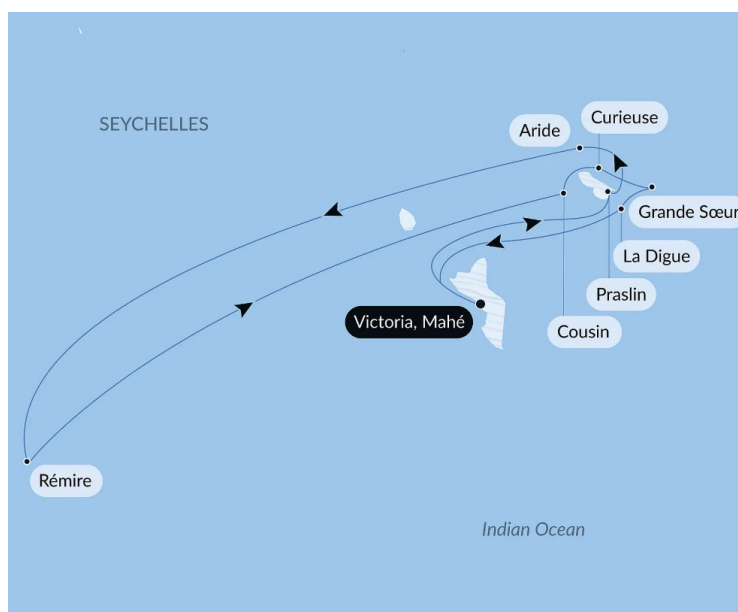 SEYCHELLES
Curieuse
Aride
Grande Sœur
La Digue
Praslin
Victoria, Mahé
Cousin
Rémire
Indian Ocean